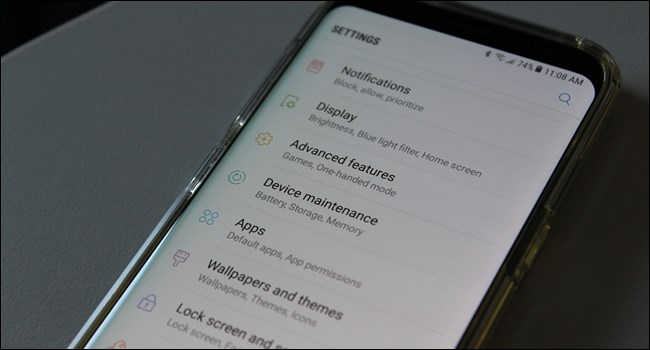 74% 11:08 AM
SETTINGS
Notifications
Block, allow, prioritize
Display
Brightness, Blue light filter, Home screen
Advanced features
Games, One-handed mode
Device maintenance
Battery, Storage, Memory
Apps
Default apps, App permissions
Wallpapers and themes
Wallpapers, Themes, Icons
Lock screen and
Lock screen,